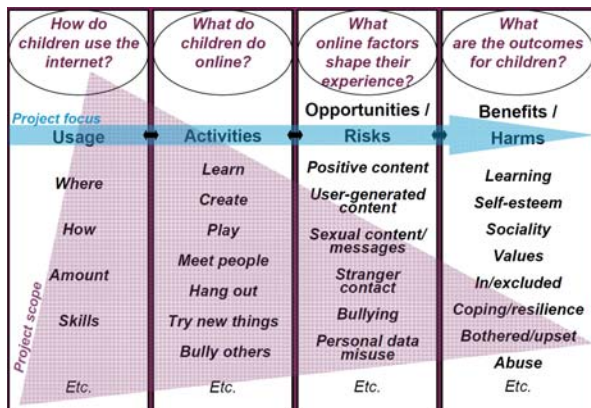 How do
children use the
internet?
What do
children do
online?
What
online factors
shape their
experience?
What
are the outcomes
for children?
Project focus
Usage
Activities
Opportunities /
Risks
Benefits /
Harms
Where
How
Amount
Skills
Etc.
Learn
Create
Play
Meet people
Hang out
Try new things
Bully others
Etc.
Positive content
User-generated
content
Sexual content/
messages
Stranger
contact
Bullying
Personal data
misuse
Etc.
Learning
Self-esteem
Sociality
Values
In/excluded
Coping/resilience
Bothered/upset
Abuse
Etc.
Project scope